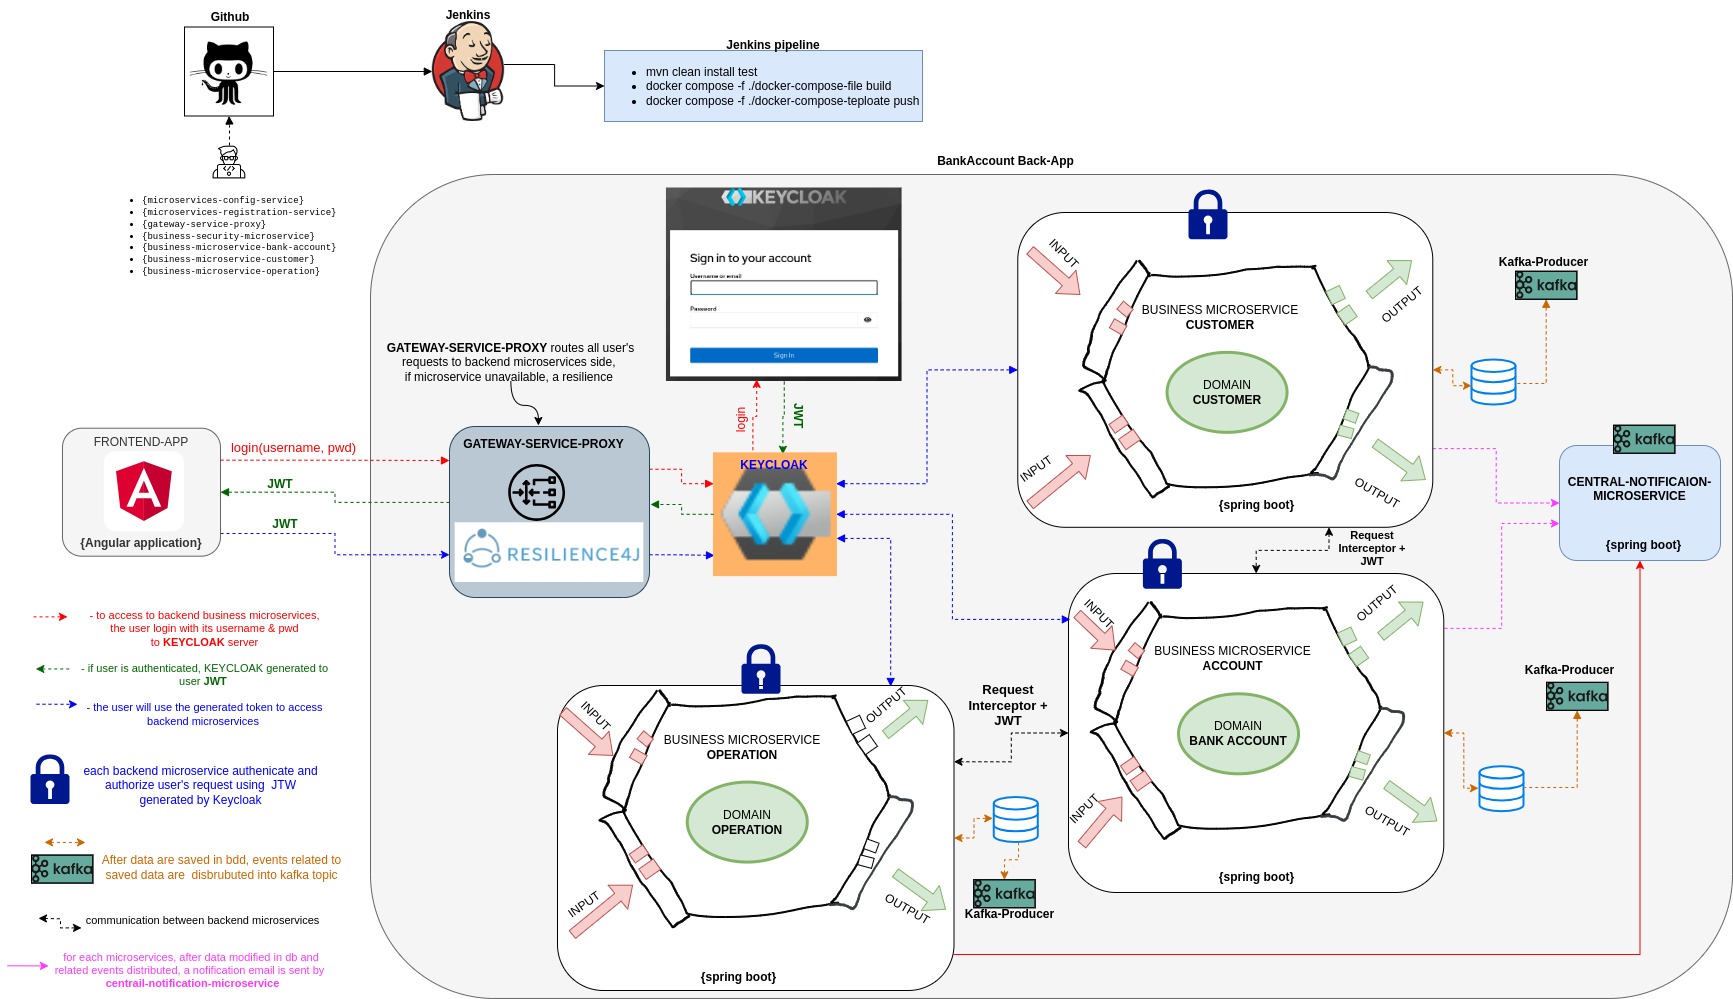 Github
Jenkins
Jenkins pipeline
mvn clean install test
docker compose -f ./docker-compose-file build
docker compose -f ./docker-compose-teploate push
{microservices-config-service}
{microservices-registration-service}
{gateway-service-proxy}
{business-security-microservice}
{business-microservice-bank-account}
{business-microservice-customer}
{business-microservice-operation}
BankAccount Back-App
KEYCLOAK
Sign in to your account
Username or email
Password
Sign In
GATEWAY-SERVICE-PROXY routes all user's
requests to backend microservices side,
if microservice unavailable, a resilience
login
JWT
FRONTEND-APP
{Angular application}
login(username, pwd)
JWT
JWT
GATEWAY-SERVICE-PROXY
RESILIENCE4J
KEYCLOAK
INPUT
INPUT
BUSINESS MICROSERVICE
CUSTOMER
DOMAIN
CUSTOMER
OUTPUT
OUTPUT
{spring boot}
Kafka-Producer
kafka
kafka
CENTRAL-NOTIFICAION-
MICROSERVICE
{spring boot}
Request
Interceptor +
JWT
INPUT
INPUT
BUSINESS MICROSERVICE
ACCOUNT
DOMAIN
BANK ACCOUNT
OUTPUT
OUTPUT
{spring boot}
Kafka-Producer
kafka
Request
Interceptor +
JWT
INPUT
INPUT
BUSINESS MICROSERVICE
OPERATION
DOMAIN
OPERATION
OUTPUT
OUTPUT
{spring boot}
kafka
Kafka-Producer
- to access to backend business microservices,
the user login with its username & pwd
to KEYCLOAK server
- if user is authenticated, KEYCLOAK generated to
user JWT
- the user will use the generated token to access
backend microservices
each backend microservice authenicate and
authorize user's request using JTW
generated by Keycloak
kafka
After data are saved in bdd, events related to
saved data are disbrubuted into kafka topic
communication between backend microservices
for each microservices, after data modified in db and
related events distributed, a nofification email is sent by
centrail-notification-microservice